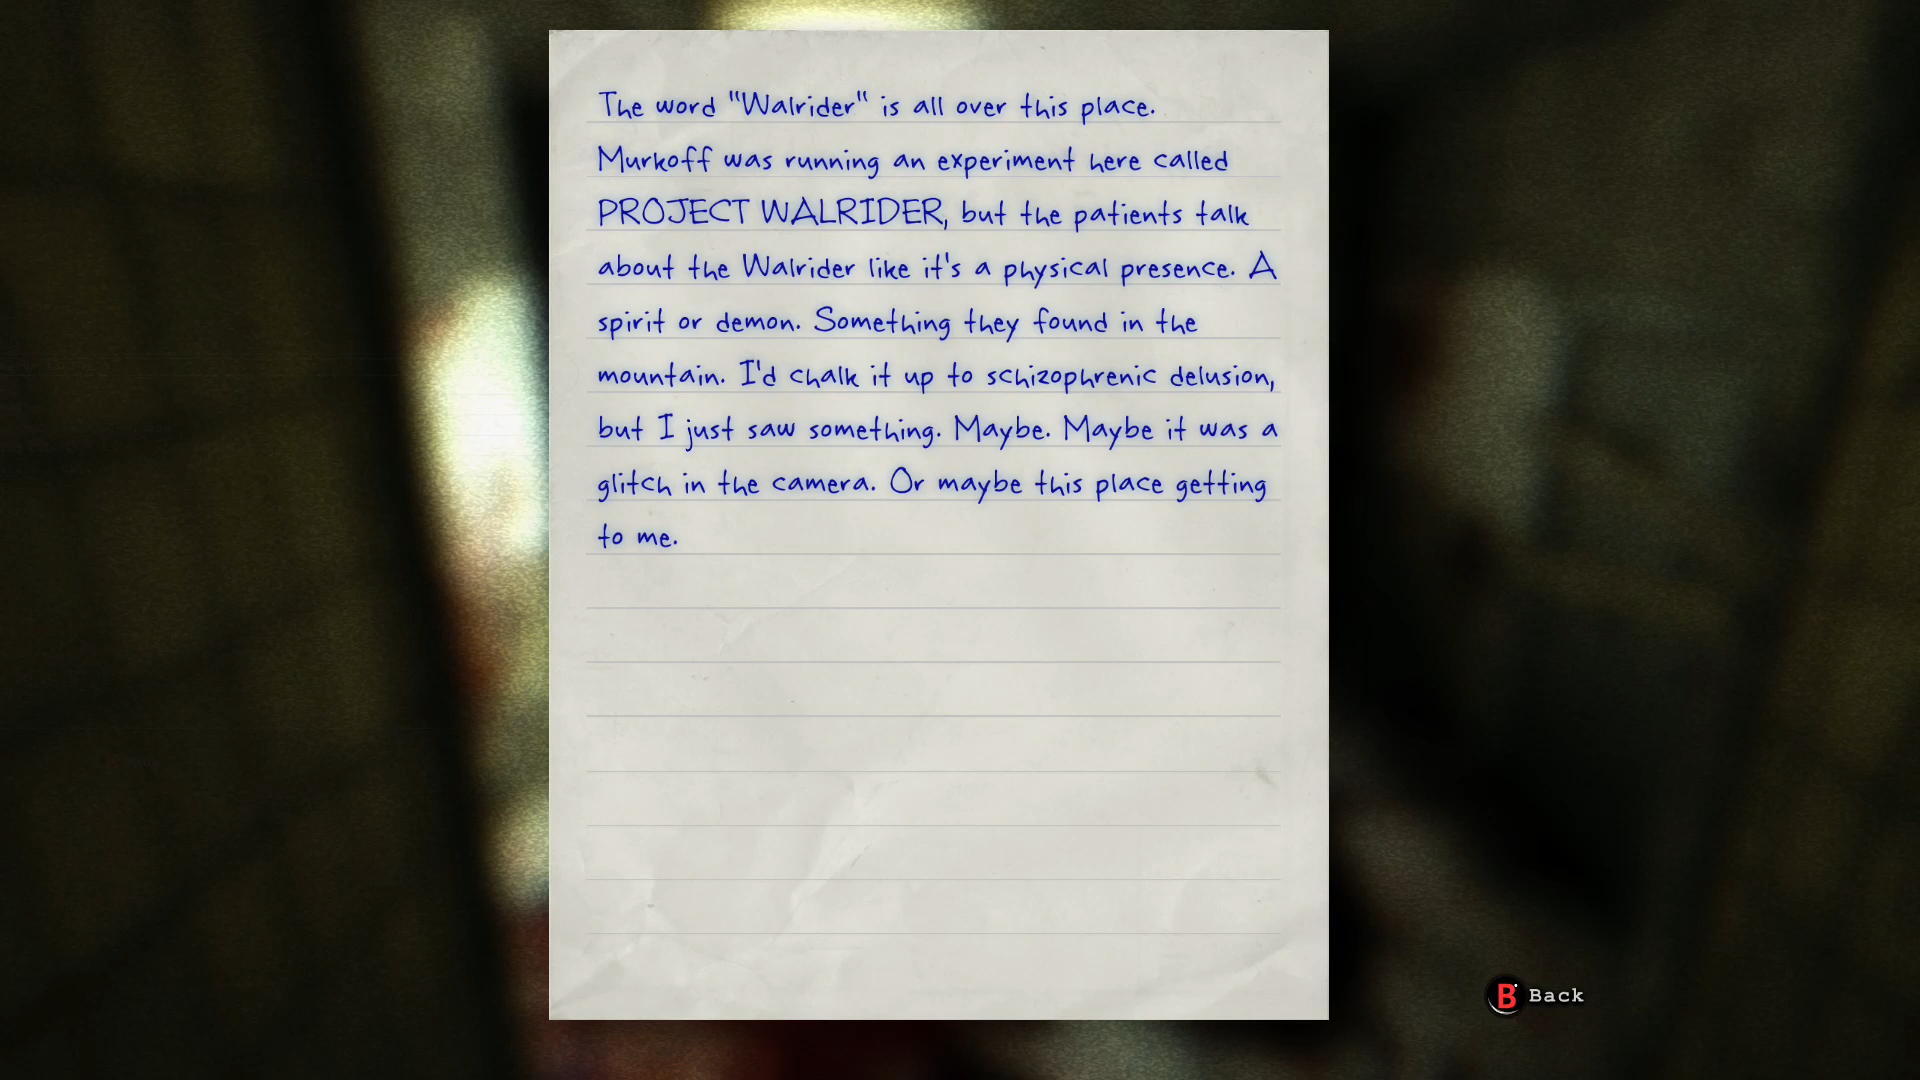 The word "Walrider" is all over this place.
Murkoff was running an experiment here called
PROJECT WALRIDER, but the patients talk
about the Walrider like it's a physical presence. A
spirit or demon. Something they found in the
mountain. I'd chalk it up to schizophrenic delusion,
but I just saw something. Maybe. Maybe it was a
glitch in the camera. Or maybe this place getting
to me.
B Back